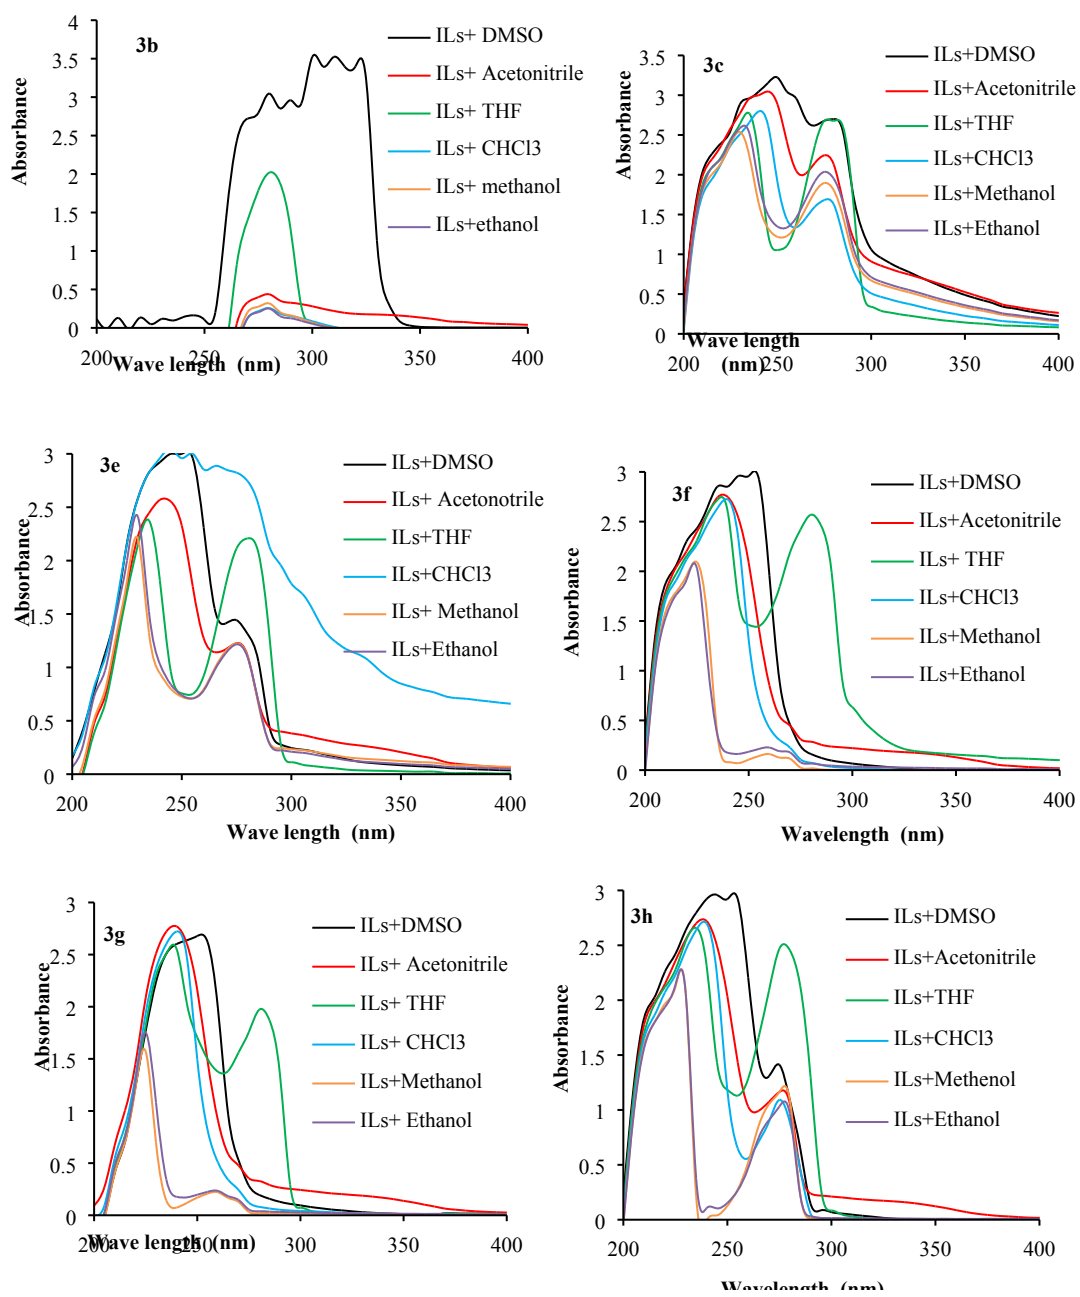 3b
Absorbance
4
3.5
3
2.5
2
1.5
1
0.5
0
200
250
300
350
400
Wave length (nm)
ILs+ DMSO
ILs+ Acetonitrile
ILs+ THF
ILs+ CHCl3
ILs+ methanol
ILs+ethanol
3c
Absorbance
3.5
3
2.5
2
1.5
1
0.5
0
200
250
300
350
400
Wave length
(nm)
ILs+DMSO
ILs+Acetonitrile
ILs+THF
ILs+CHCl3
ILs+Methanol
ILs+Ethanol
3e
Absorbance
3
2.5
2
1.5
1
0.5
0
200
250
300
350
400
Wave length (nm)
ILs+DMSO
ILs+ Acetonotrile
ILs+THF
ILs+CHCl3
ILs+ Methanol
ILs+Ethanol
3f
Absorbance
3
2.5
2
1.5
1
0.5
0
200
250
300
350
400
Wavelength (nm)
ILs+DMSO
ILs+Acetonitrile
ILs+ THF
ILs+CHCl3
ILs+Methanol
ILs+Ethanol
3g
Absorbance
3
2.5
2
1.5
1
0.5
0
200
250
300
350
400
Wave length (nm)
ILs+DMSO
ILs+ Acetonitrile
ILs+ THF
ILs+ CHCl3
ILs+Methanol
ILs+ Ethanol
3h
Absorbance
3
2.5
2
1.5
1
0.5
0
200
250
300
350
400
Wavelength (nm)
ILs+DMSO
ILs+Acetonitrile
ILs+THF
ILs+CHCl3
ILs+Methenol
ILs+Ethanol